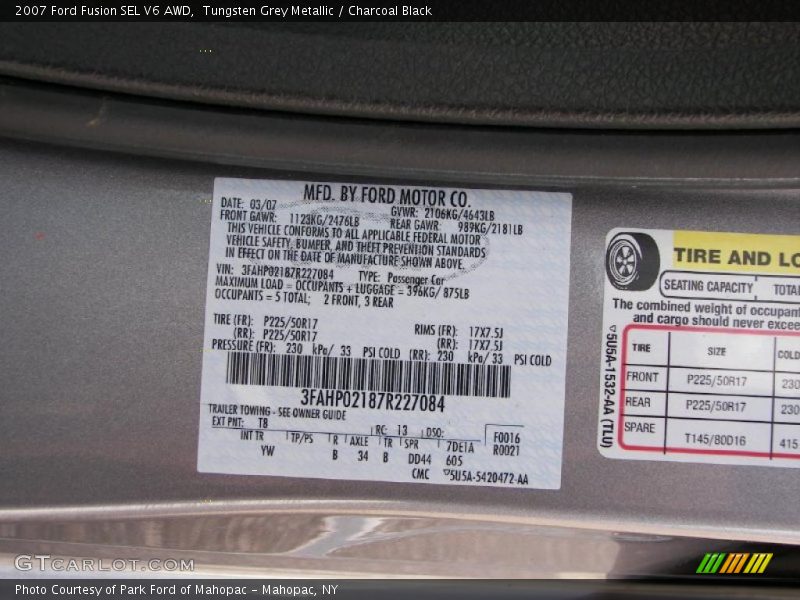 2007 Ford Fusion SEL V6 AWD,  Tungsten Grey Metallic / Charcoal Black
MFD. BY FORD MOTOR CO.
DATE: 03/07 GVWR: 2106KG/4643LB
FRONT GAWR: 1123KG/2476LB REAR GAWR: 989KG/2181LB
THIS VEHICLE CONFORMS TO ALL APPLICABLE FEDERAL MOTOR
VEHICLE SAFETY, BUMPER, AND THEFT PREVENTION STANDARDS
IN EFFECT ON THE DATE OF MANUFACTURE SHOWN ABOVE
VIN: 3FAHP02187R227084 TYPE: Passenger Car
MAXIMUM LOAD = OCCUPANTS + LUGGAGE = 396KG/ 875LB
OCCUPANTS = 5 TOTAL; 2 FRONT, 3 REAR
TIRE (FR): P225/50R17 RIMS (FR): 17X7.5J
(RR): P225/50R17 (RR): 17X7.5J
PRESSURE (FR): 230 kPa/ 33 PSI COLD (RR): 230 kPa/ 33 PSI COLD
3FAHP02187R227084
TRAILER TOWING - SEE OWNER GUIDE
EXT PNT: T8 RC: 13 DSO: F0016
INT TR TP/PS R AXLE TR SPR 7DE1A R0021
YW B 34 B DD44 605
CMC 5U5A-5420472-AA
TIRE AND LO
SEATING CAPACITY TOTA
The combined weight of occupan
and cargo should never excee
TIRE SIZE COLD
FRONT P225/50R17 230
REAR P225/50R17 230
SPARE T145/80D16 415
5U5A-1532-AA (TLU)
GTCARLOT.COM
Photo Courtesy of Park Ford of Mahopac - Mahopac, NY